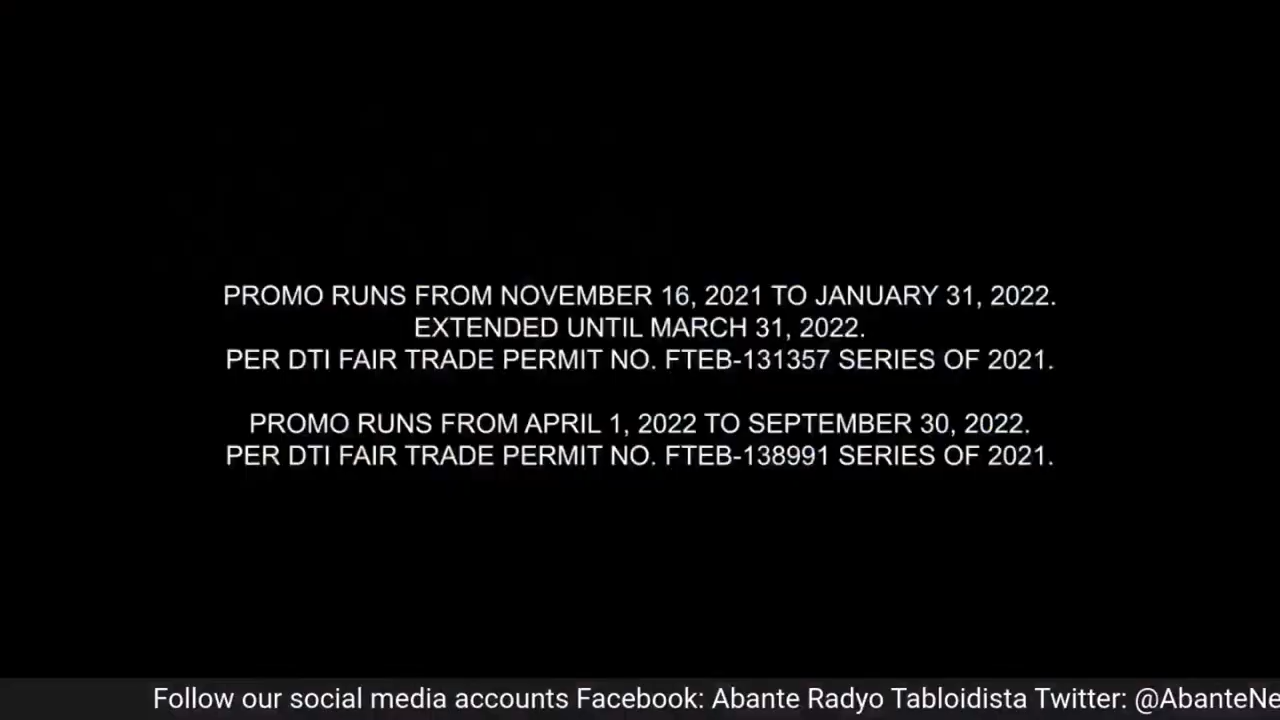 PROMO RUNS FROM NOVEMBER 16, 2021 TO JANUARY 31, 2022.
EXTENDED UNTIL MARCH 31, 2022.
PER DTI FAIR TRADE PERMIT NO. FTEB-131357 SERIES OF 2021.
PROMO RUNS FROM APRIL 1, 2022 TO SEPTEMBER 30, 2022.
PER DTI FAIR TRADE PERMIT NO. FTEB-138991 SERIES OF 2021.
Follow our social media accounts Facebook: Abante Radyo Tabloidista Twitter: @AbanteNe